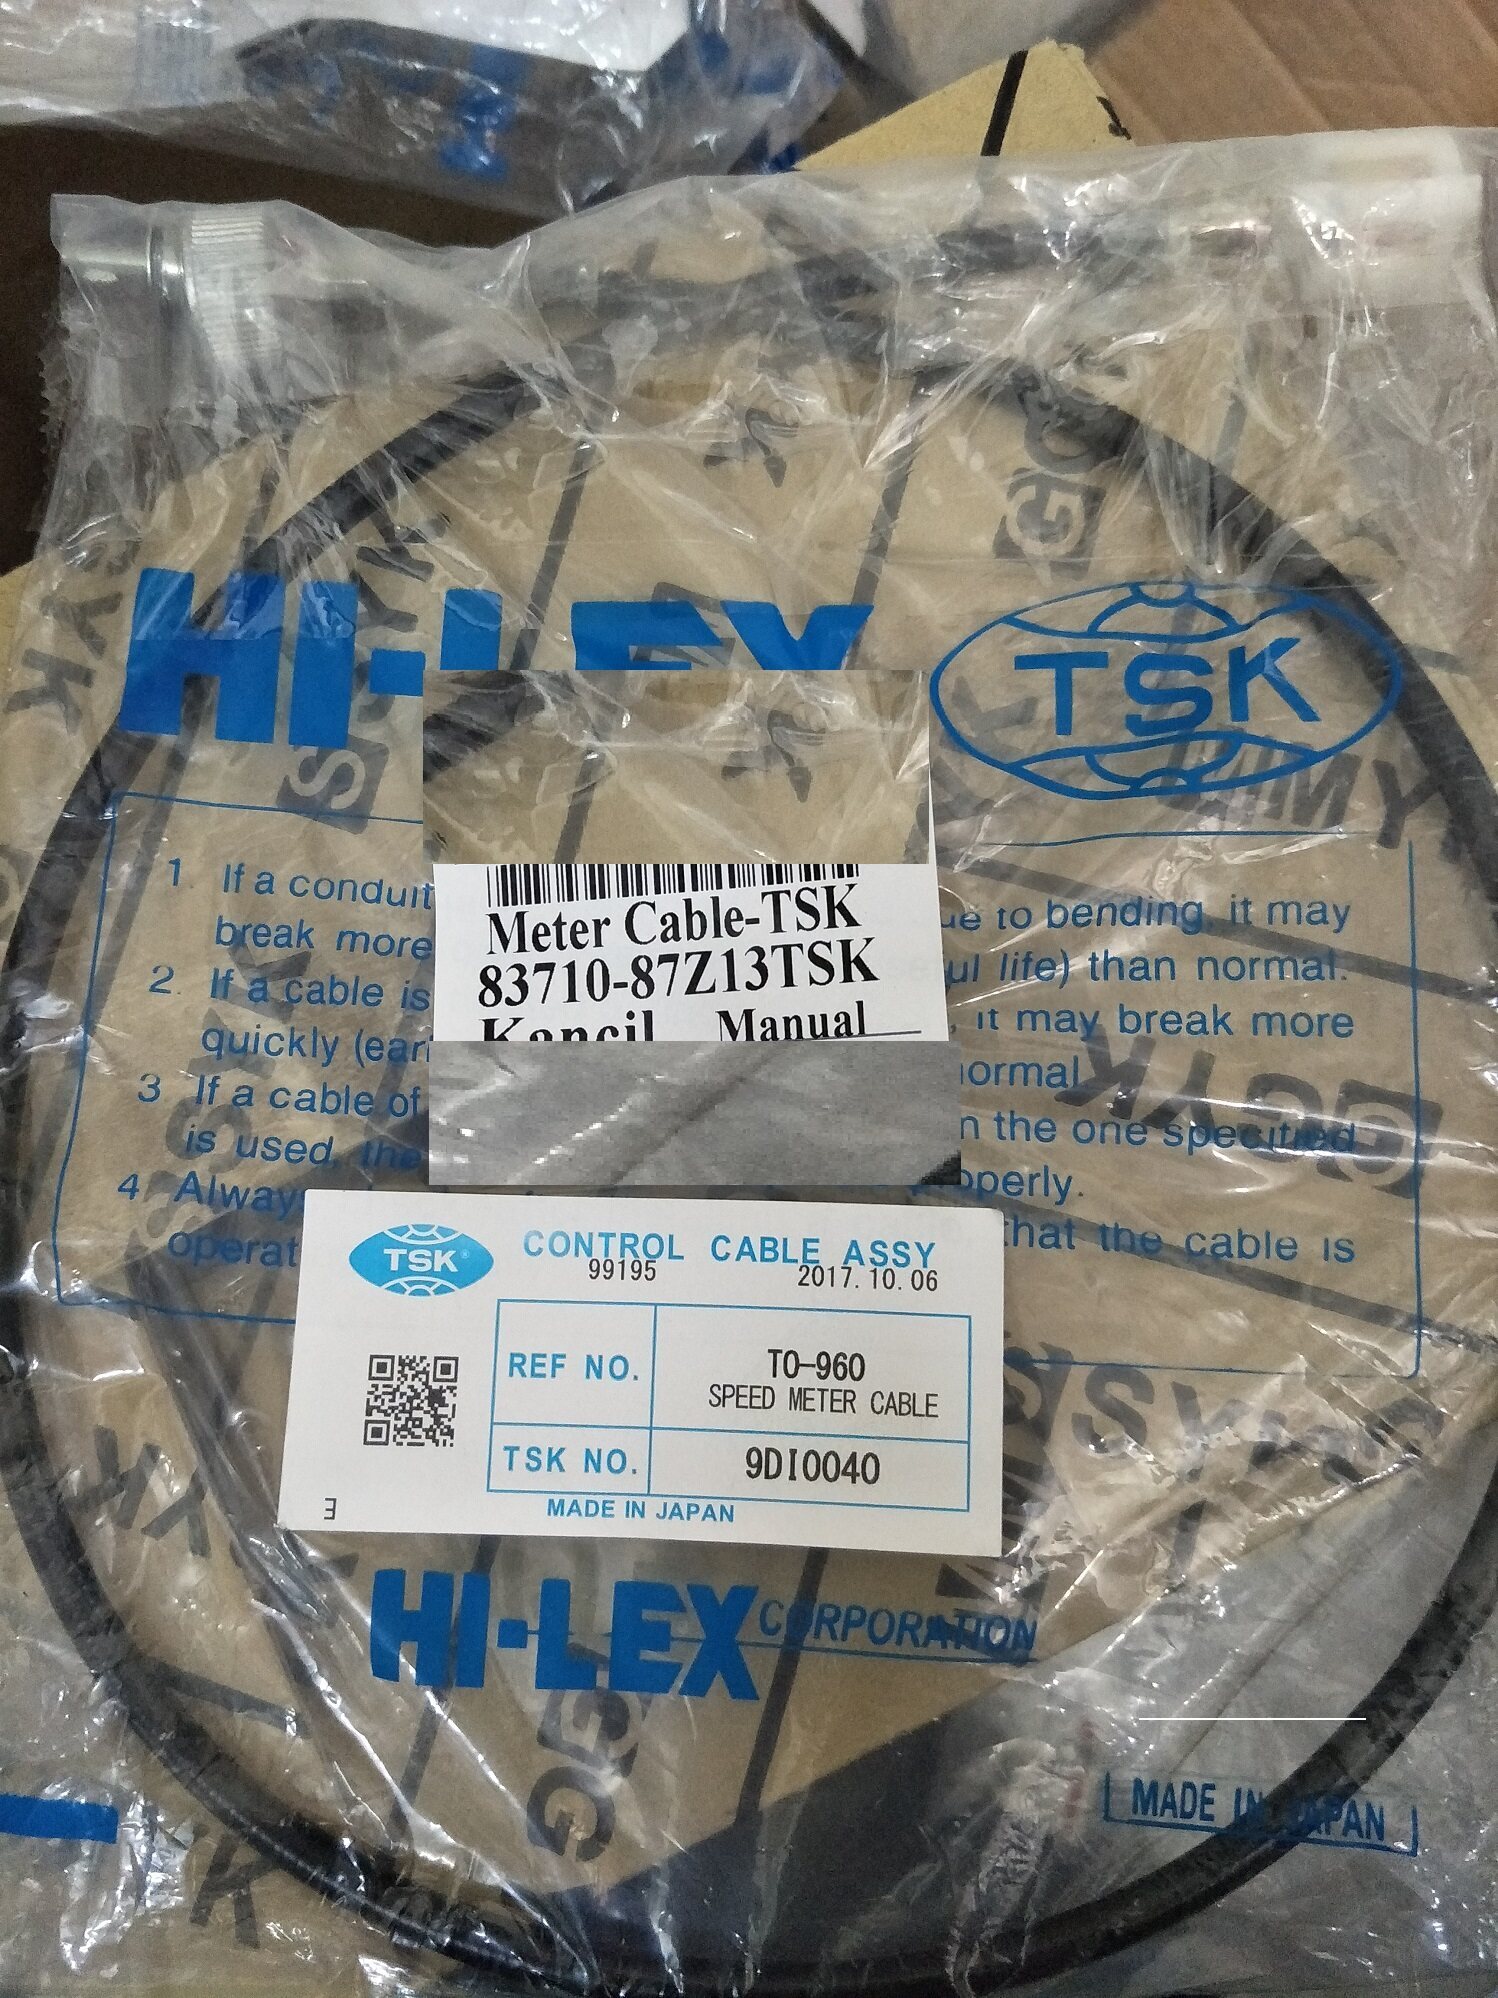 HI-LEX
TSK
1. If a conduit
ue to bending, it may
break more
ul life) than normal.
2. If a cable is
, it may break more
quickly (earl
normal.
3 If a cable of
n the one specified
is used, the
operly.
4 Always
that the cable is
operat
Meter Cable-TSK
83710-87Z13TSK
Kancil Manual
TSK
CONTROL CABLE ASSY
99195 2017.10.06
REF NO. TO-960
SPEED METER CABLE
TSK NO. 9DI0040
MADE IN JAPAN
3
HI-LEX CORPORATION
MADE IN JAPAN